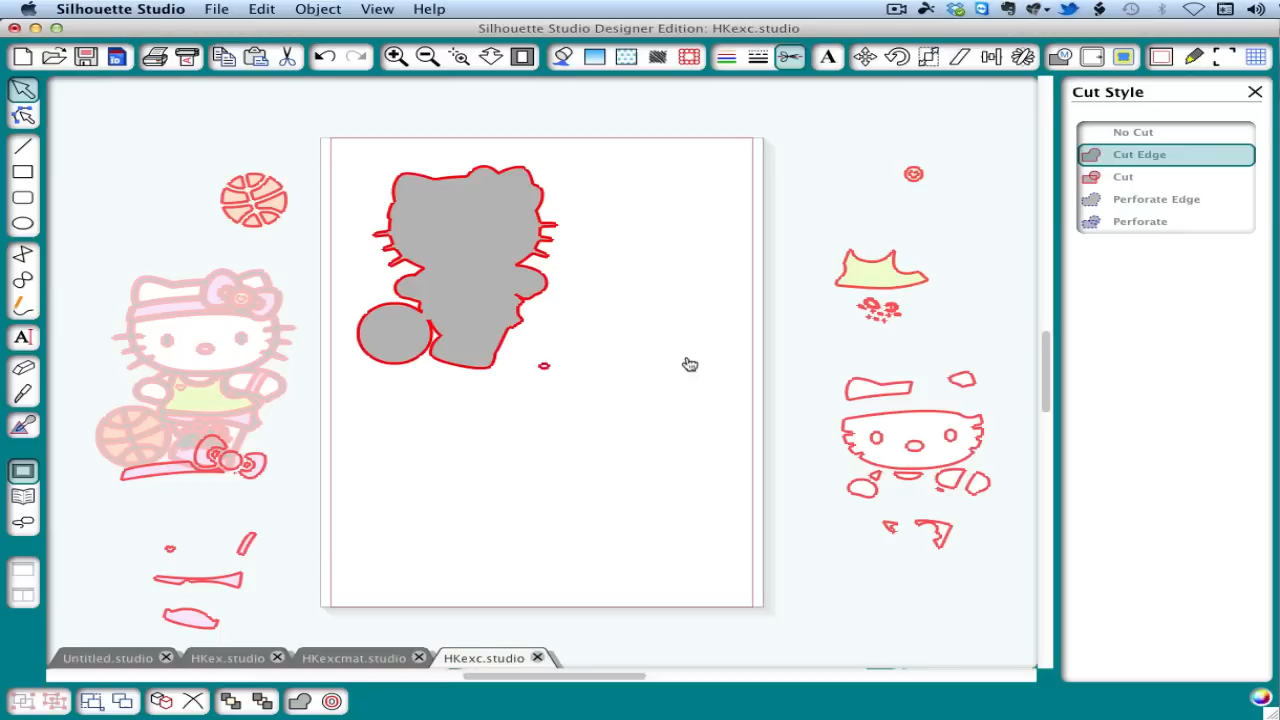 Silhouette Studio File Edit Object View Help
Silhouette Studio Designer Edition: HKexc.studio
Cut Style
No Cut
Cut Edge
Cut
Perforate Edge
Perforate
Untitled.studio HKex.studio HKexcmat.studio HKexc.studio